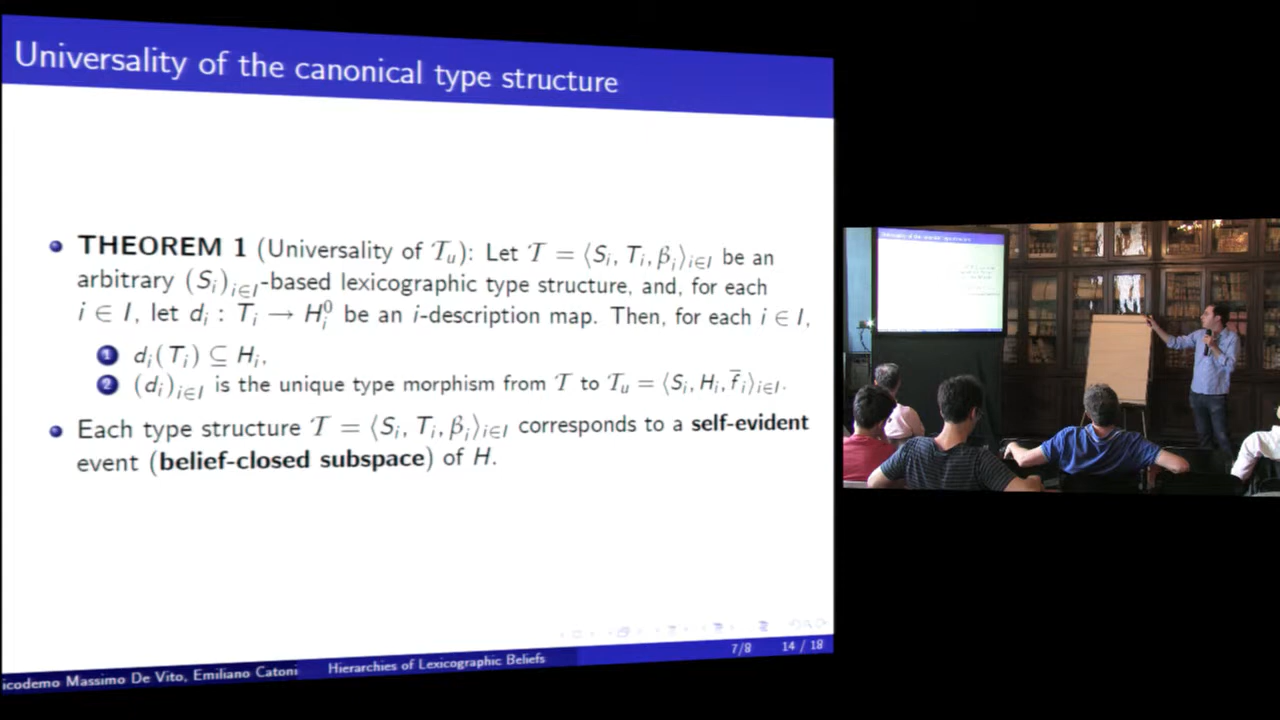 Universality of the canonical type structure
THEOREM 1 (Universality of 𝒯ᵤ): Let 𝒯 = ⟨Sᵢ, Tᵢ, βᵢ⟩ᵢ∈I be an
arbitrary (Sᵢ)ᵢ∈I-based lexicographic type structure, and, for each
i ∈ I, let dᵢ : Tᵢ → Hᵢ⁰ be an i-description map. Then, for each i ∈ I,
1 dᵢ(Tᵢ) ⊆ Hᵢ,
2 (dᵢ)ᵢ∈I is the unique type morphism from 𝒯 to 𝒯ᵤ = ⟨Sᵢ, Hᵢ, f̅ᵢ⟩ᵢ∈I.
Each type structure 𝒯 = ⟨Sᵢ, Tᵢ, βᵢ⟩ᵢ∈I corresponds to a self-evident
event (belief-closed subspace) of H.
icodemo Massimo De Vito, Emiliano Catoni Hierarchies of Lexicographic Beliefs 7/8 14 / 18